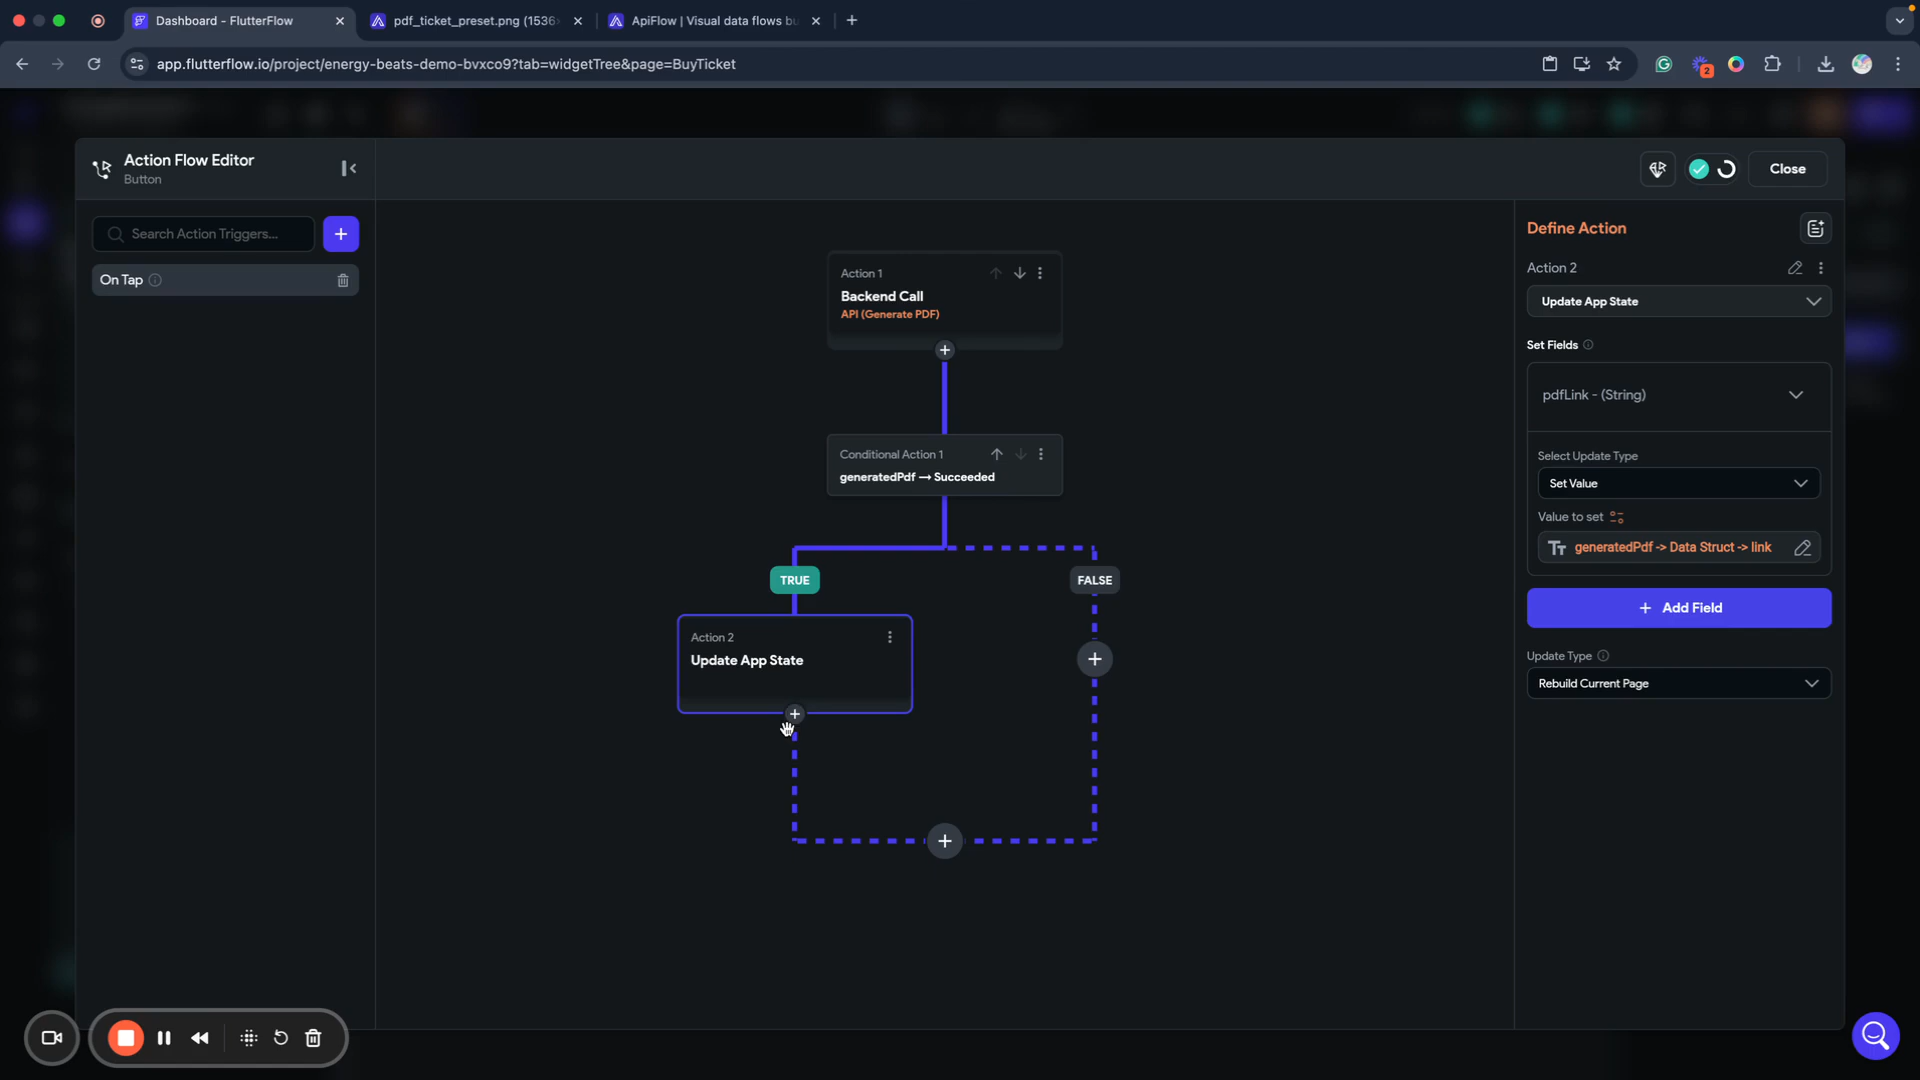 Dashboard - FlutterFlow
pdf_ticket_preset.png (1536×
ApiFlow | Visual data flows bu
app.flutterflow.io/project/energy-beats-demo-bvxco9?tab=widgetTree&page=BuyTicket
2
Action Flow Editor
Button
Close
Search Action Triggers...
On Tap
Action 1
Backend Call
API (Generate PDF)
Conditional Action 1
generatedPdf → Succeeded
TRUE
FALSE
Action 2
Update App State
Define Action
Action 2
Update App State
Set Fields
pdfLink - (String)
Select Update Type
Set Value
Value to set
generatedPdf -> Data Struct -> link
Add Field
Update Type
Rebuild Current Page